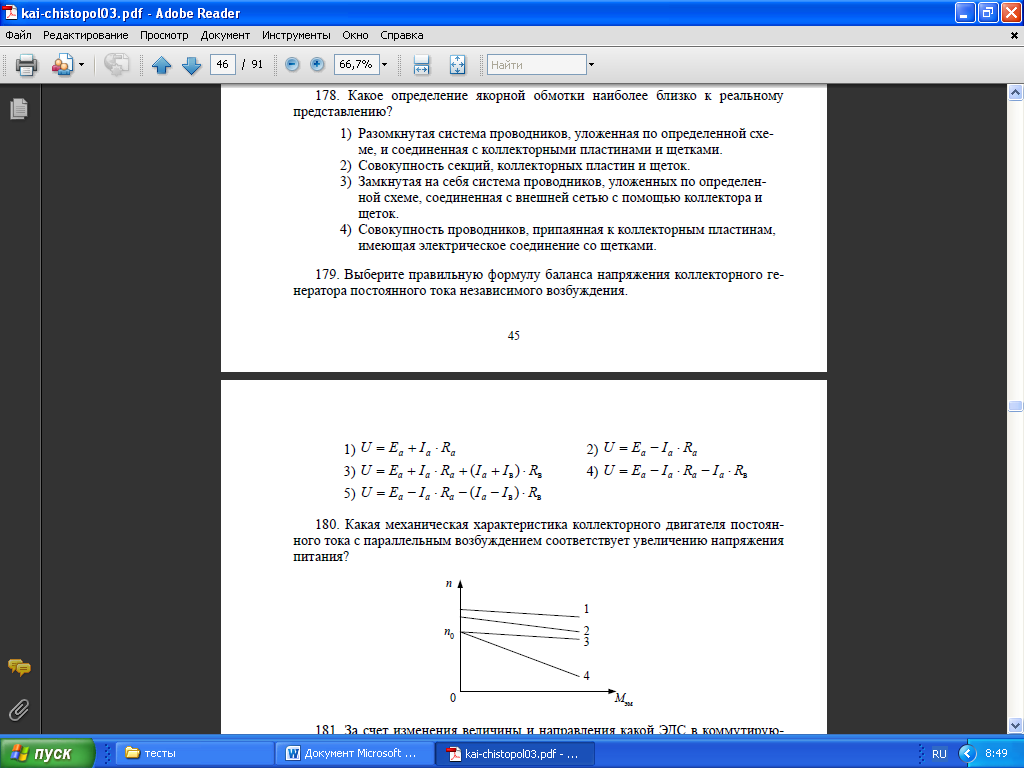 kai-chistopol03.pdf - Adobe Reader
Файл Редактирование Просмотр Документ Инструменты Окно Справка
46 / 91 66,7% Найти
178. Какое определение якорной обмотки наиболее близко к реальному
представлению?
1) Разомкнутая система проводников, уложенная по определенной схе-
ме, и соединенная с коллекторными пластинами и щетками.
2) Совокупность секций, коллекторных пластин и щеток.
3) Замкнутая на себя система проводников, уложенных по определен-
ной схеме, соединенная с внешней сетью с помощью коллектора и
щеток.
4) Совокупность проводников, припаянная к коллекторным пластинам,
имеющая электрическое соединение со щетками.
179. Выберите правильную формулу баланса напряжения коллекторного ге-
нератора постоянного тока независимого возбуждения.
45
1) U = Eₐ + Iₐ · Rₐ 2) U = Eₐ − Iₐ · Rₐ
3) U = Eₐ + Iₐ · Rₐ + (Iₐ + Iв) · Rв 4) U = Eₐ − Iₐ · Rₐ − Iₐ · Rв
5) U = Eₐ − Iₐ · Rₐ − (Iₐ − Iв) · Rв
180. Какая механическая характеристика коллекторного двигателя постоян-
ного тока с параллельным возбуждением соответствует увеличению напряжения
питания?
n
1
2
n₀
3
4
0
Mэм
181. За счет изменения величины и направления какой ЭДС в коммутирую-
пуск тесты Документ Microsoft ... kai-chistopol03.pdf - ... RU 8:49